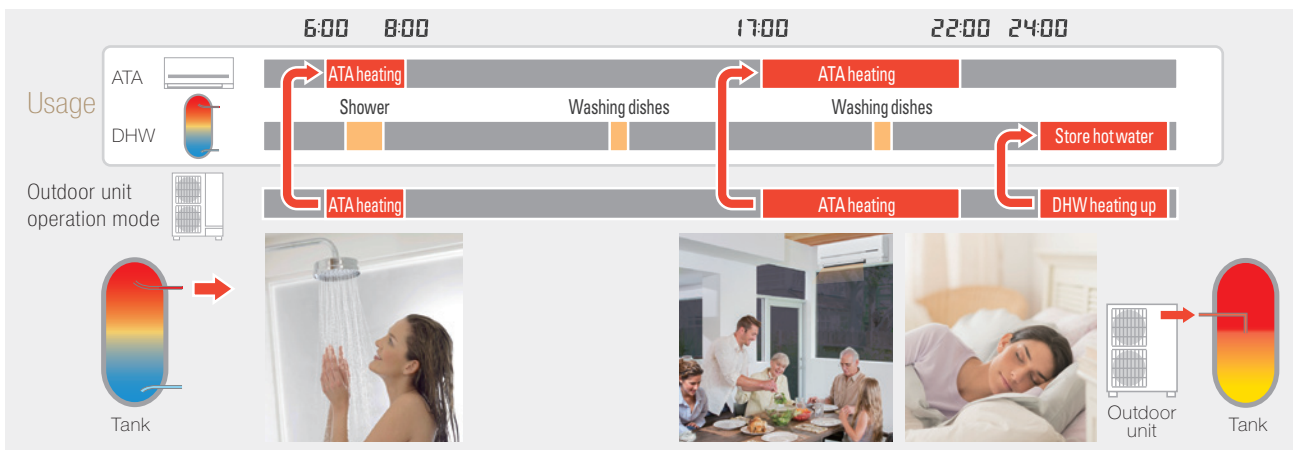 6:00 8:00 17:00 22:00 24:00
Usage
ATA
ATA heating ATA heating
Shower Washing dishes Washing dishes
DHW
Store hot water
Outdoor unit
operation mode
ATA heating ATA heating DHW heating up
Tank
Outdoor
unit
Tank